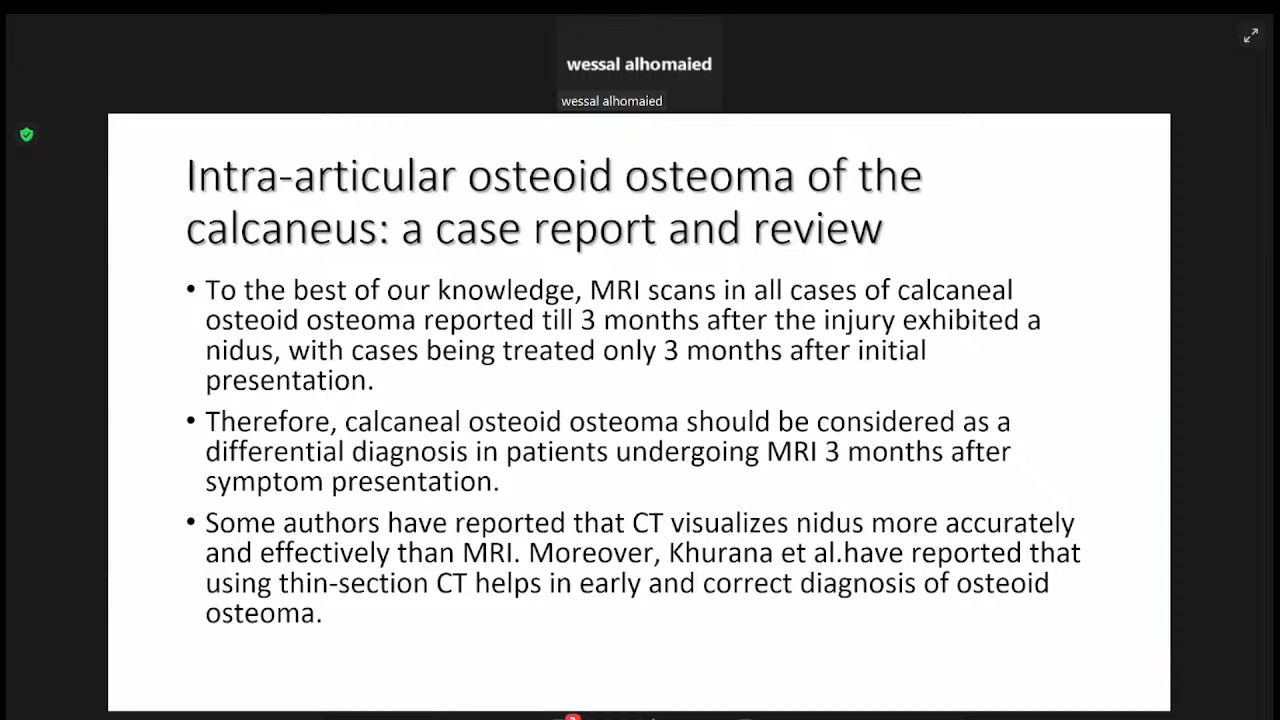 wessal alhomaied
wessal alhomaied
Intra-articular osteoid osteoma of the
calcaneus: a case report and review
• To the best of our knowledge, MRI scans in all cases of calcaneal
osteoid osteoma reported till 3 months after the injury exhibited a
nidus, with cases being treated only 3 months after initial
presentation.
• Therefore, calcaneal osteoid osteoma should be considered as a
differential diagnosis in patients undergoing MRI 3 months after
symptom presentation.
• Some authors have reported that CT visualizes nidus more accurately
and effectively than MRI. Moreover, Khurana et al.have reported that
using thin-section CT helps in early and correct diagnosis of osteoid
osteoma.